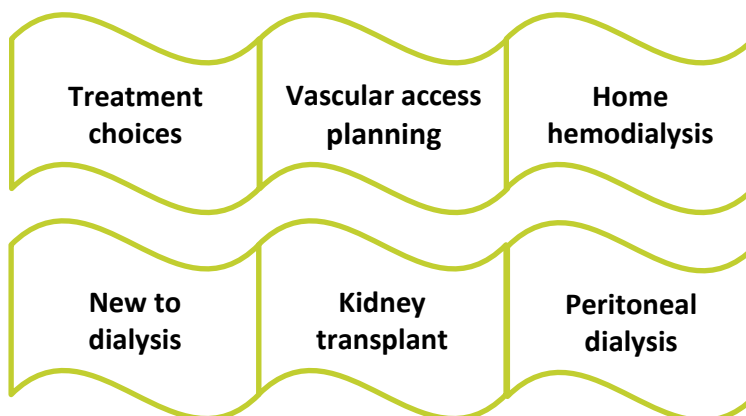 Treatment
choices
Vascular access
planning
Home
hemodialysis
New to
dialysis
Kidney
transplant
Peritoneal
dialysis